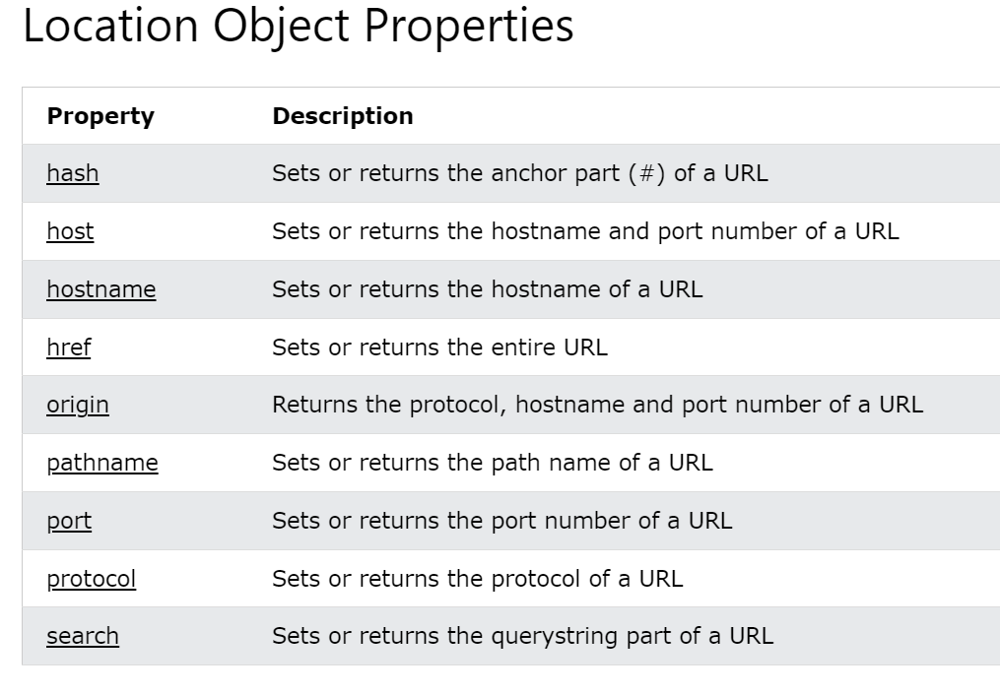 Location Object Properties
Property Description
hash Sets or returns the anchor part (#) of a URL
host Sets or returns the hostname and port number of a URL
hostname Sets or returns the hostname of a URL
href Sets or returns the entire URL
origin Returns the protocol, hostname and port number of a URL
pathname Sets or returns the path name of a URL
port Sets or returns the port number of a URL
protocol Sets or returns the protocol of a URL
search Sets or returns the querystring part of a URL